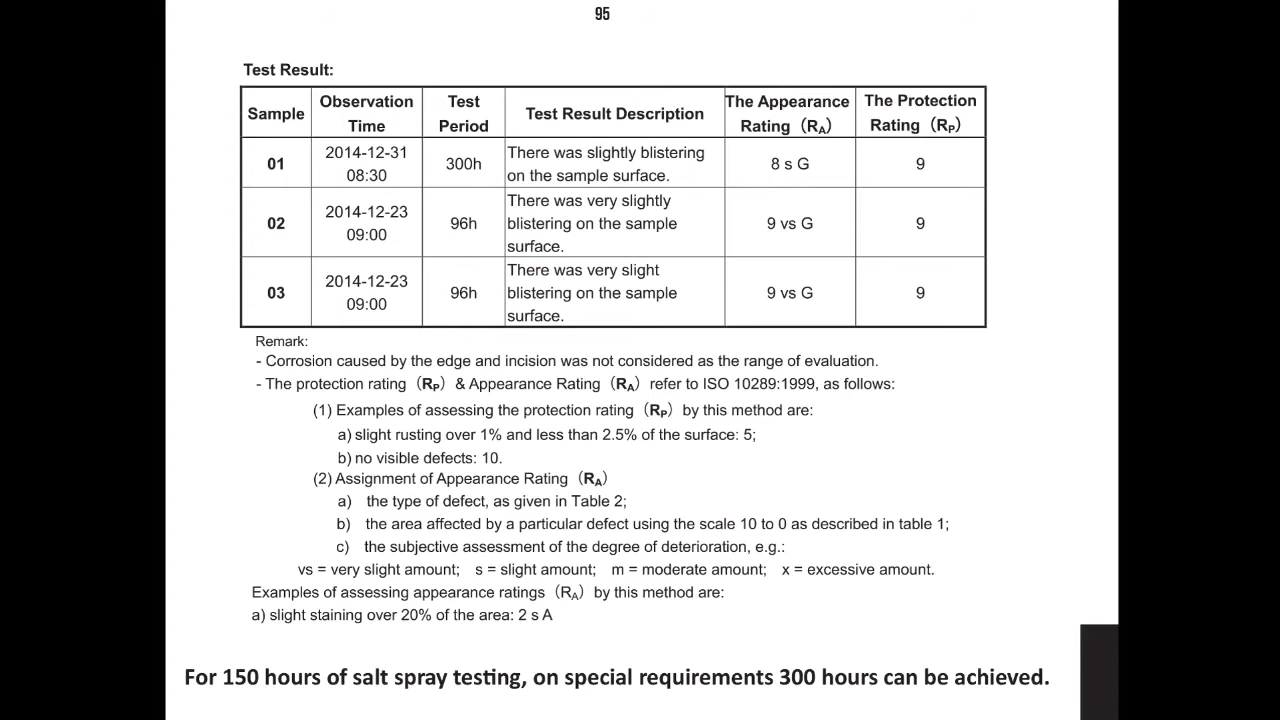 95
Test Result:
Sample
Observation
Time
Test
Period
Test Result Description
The Appearance
Rating（RA）
The Protection
Rating（RP）
01
2014-12-31
08:30
300h
There was slightly blistering
on the sample surface.
8 s G
9
02
2014-12-23
09:00
96h
There was very slightly
blistering on the sample
surface.
9 vs G
9
03
2014-12-23
09:00
96h
There was very slight
blistering on the sample
surface.
9 vs G
9
Remark:
- Corrosion caused by the edge and incision was not considered as the range of evaluation.
- The protection rating（RP）& Appearance Rating（RA）refer to ISO 10289:1999, as follows:
(1) Examples of assessing the protection rating（RP）by this method are:
a) slight rusting over 1% and less than 2.5% of the surface: 5;
b) no visible defects: 10.
(2) Assignment of Appearance Rating（RA）
a) the type of defect, as given in Table 2;
b) the area affected by a particular defect using the scale 10 to 0 as described in table 1;
c) the subjective assessment of the degree of deterioration, e.g.:
vs = very slight amount; s = slight amount; m = moderate amount; x = excessive amount.
Examples of assessing appearance ratings（RA）by this method are:
a) slight staining over 20% of the area: 2 s A
For 150 hours of salt spray testing, on special requirements 300 hours can be achieved.